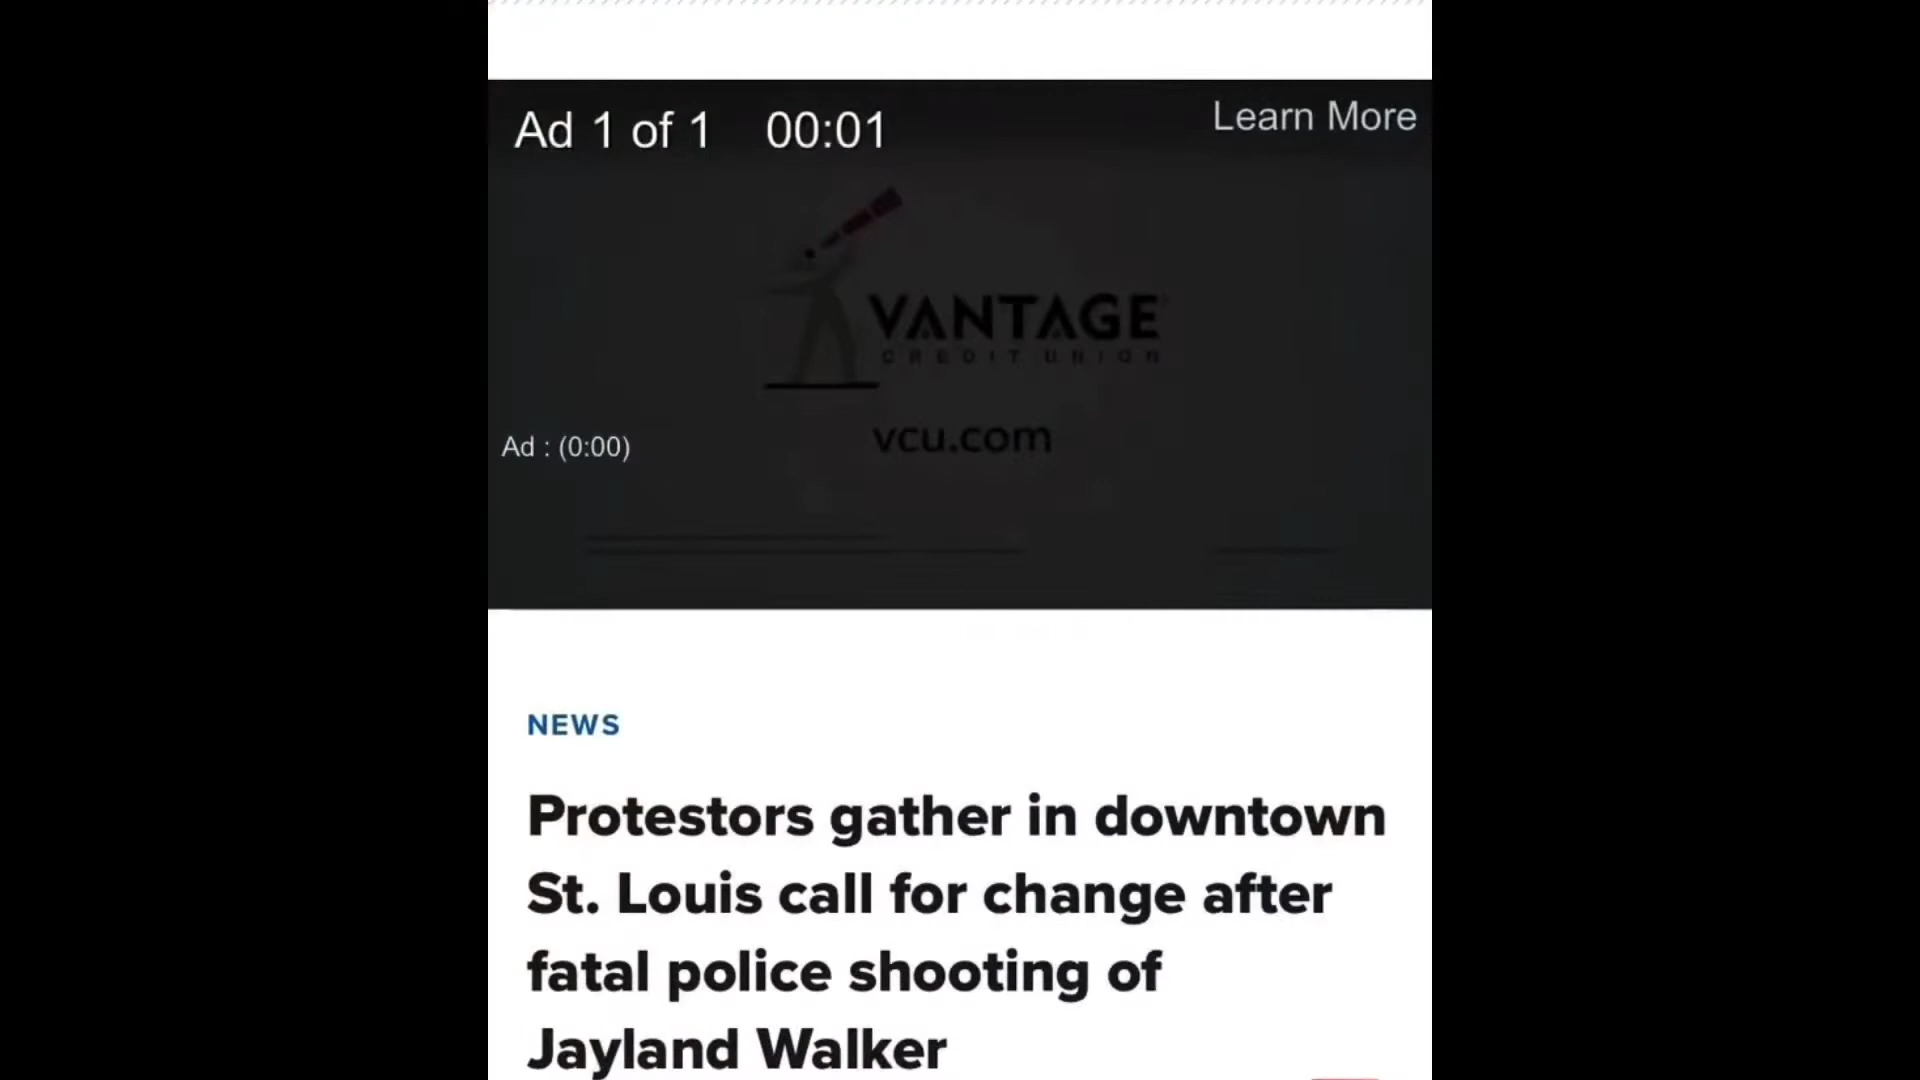 Ad 1 of 1 00:01
Learn More
VANTAGE
CREDIT UNION
vcu.com
Ad : (0:00)
NEWS
Protestors gather in downtown
St. Louis call for change after
fatal police shooting of
Jayland Walker